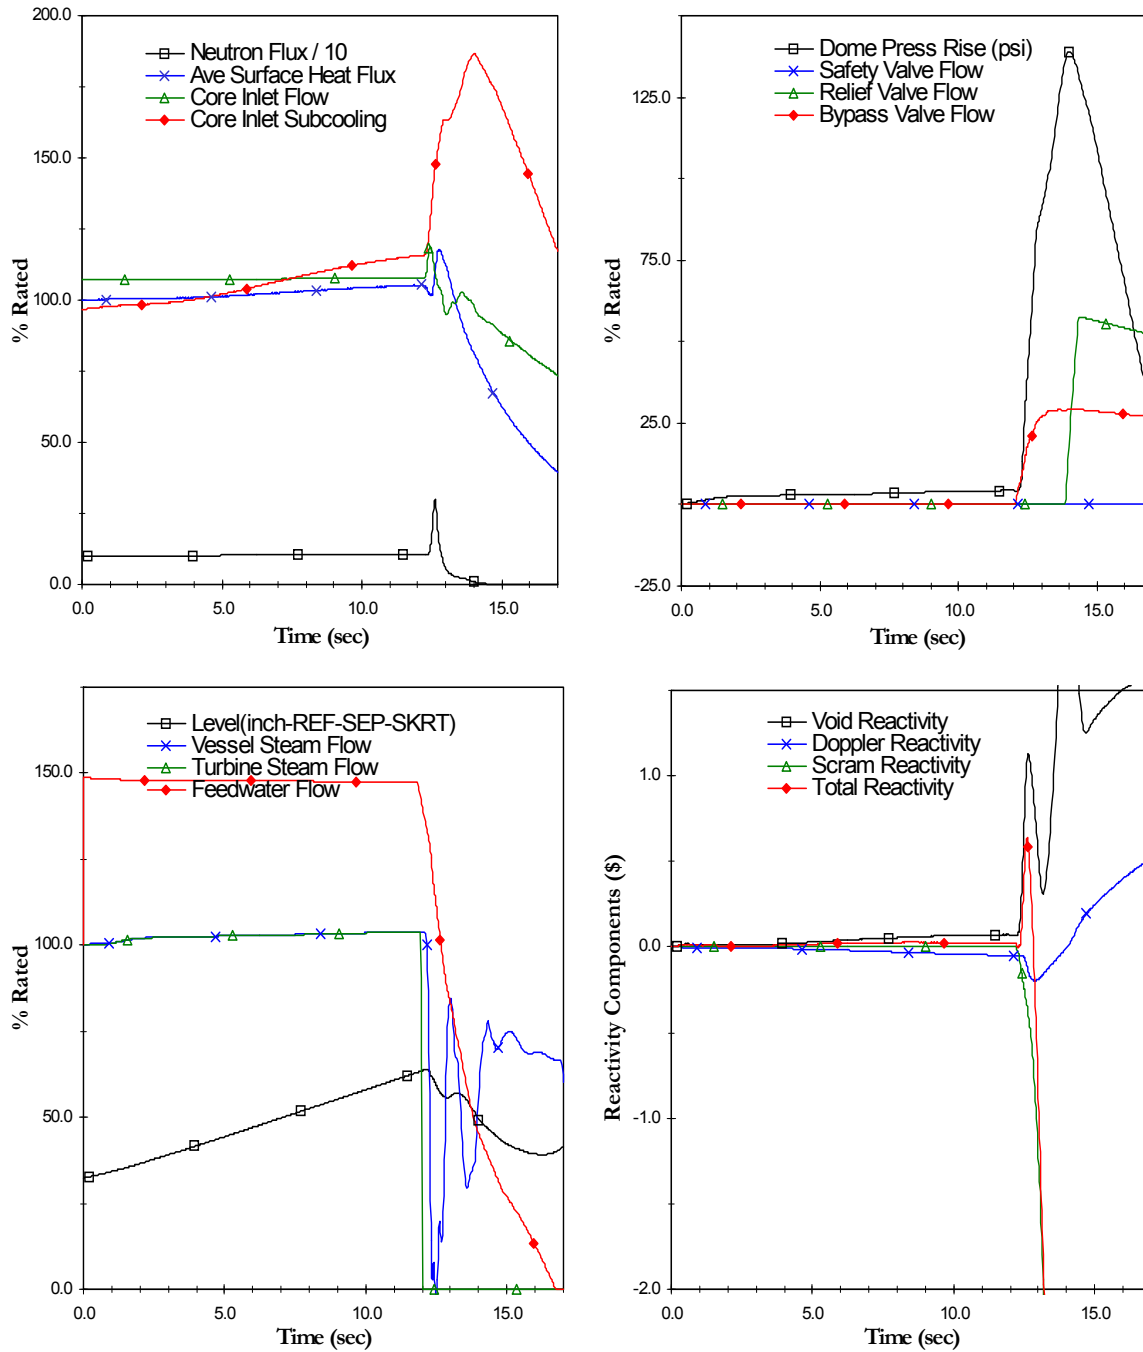 200.0
Neutron Flux / 10
Ave Surface Heat Flux
Core Inlet Flow
Core Inlet Subcooling
150.0
100.0
50.0
0.0
% Rated
0.0 5.0 10.0 15.0
Time (sec)
Dome Press Rise (psi)
Safety Valve Flow
Relief Valve Flow
Bypass Valve Flow
125.0
75.0
25.0
-25.0
% Rated
0.0 5.0 10.0 15.0
Time (sec)
Level(inch-REF-SEP-SKRT)
Vessel Steam Flow
Turbine Steam Flow
Feedwater Flow
150.0
100.0
50.0
0.0
% Rated
0.0 5.0 10.0 15.0
Time (sec)
Void Reactivity
Doppler Reactivity
Scram Reactivity
Total Reactivity
1.0
0.0
-1.0
-2.0
Reactivity Components ($)
0.0 5.0 10.0 15.0
Time (sec)